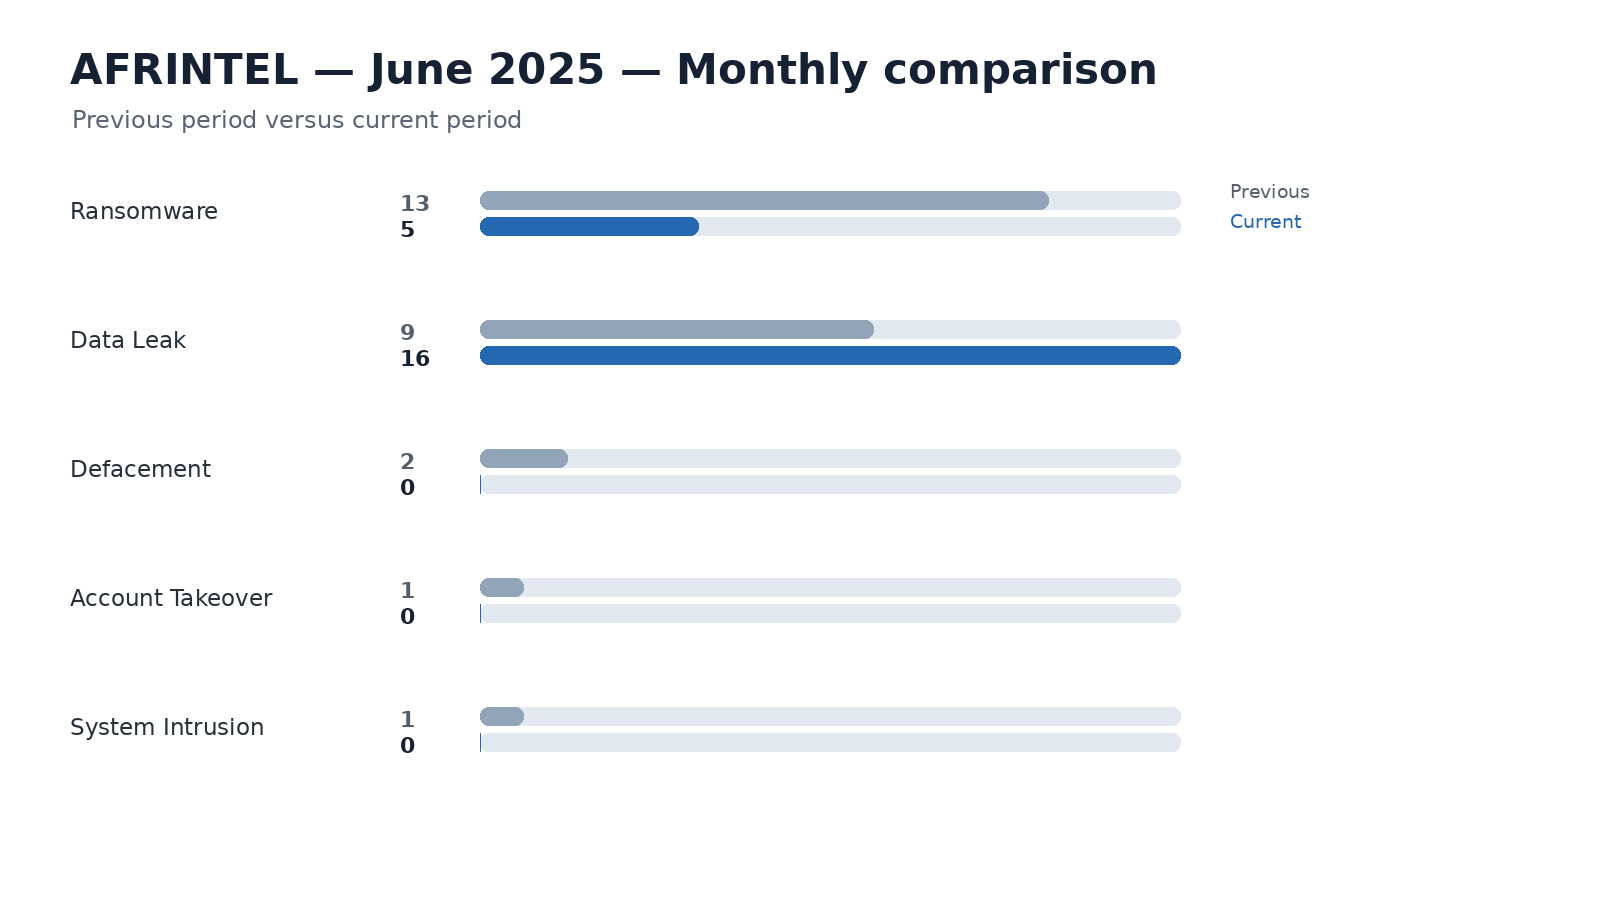 AFRINTEL — June 2025 — Monthly comparison
Previous period versus current period
Ransomware
13
5
Previous
Current
Data Leak
9
16
Defacement
2
0
Account Takeover
1
0
System Intrusion
1
0